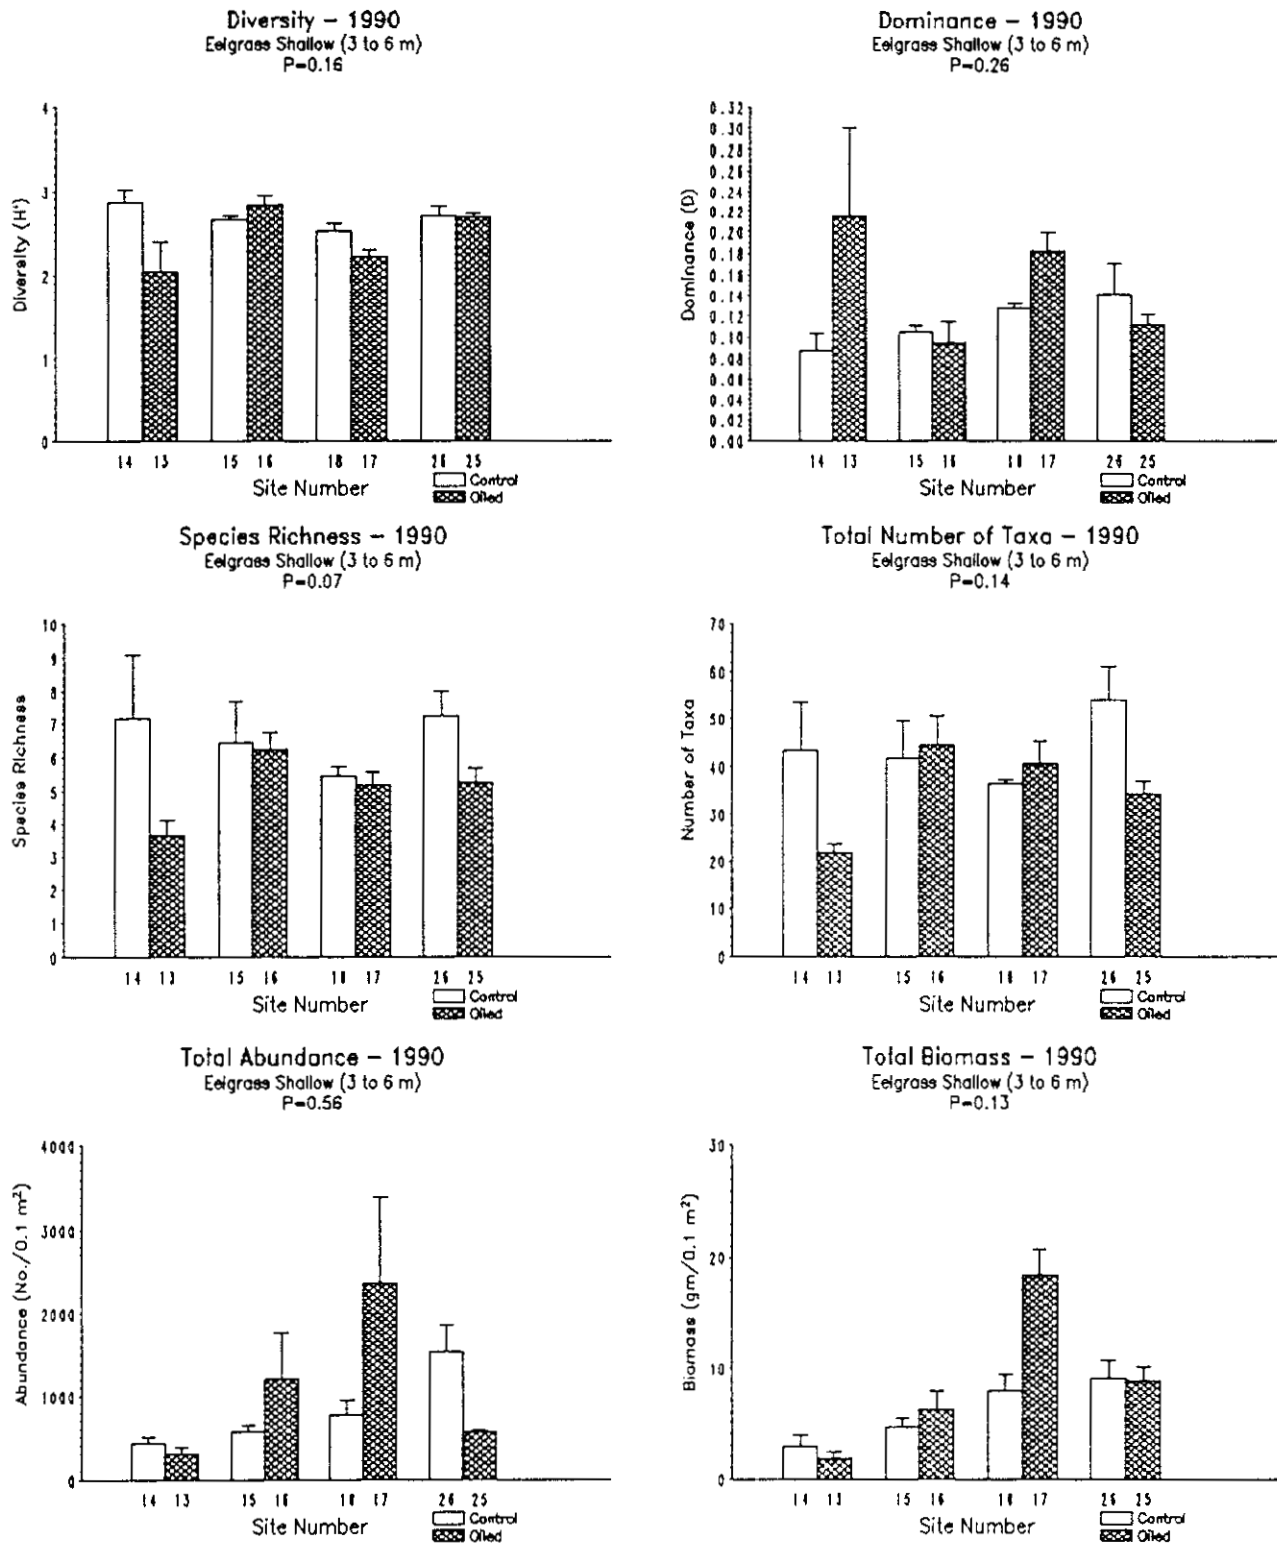 Diversity – 1990
Eelgrass Shallow (3 to 6 m)
P=0.16
Diversity (H')
4
3
2
1
0
14 13 15 16 18 17 26 25
Site Number
Control
Oiled
Dominance – 1990
Eelgrass Shallow (3 to 6 m)
P=0.26
Dominance (D)
0.32
0.30
0.28
0.26
0.24
0.22
0.20
0.18
0.16
0.14
0.12
0.10
0.08
0.06
0.04
0.02
0.00
14 13 15 16 18 17 26 25
Site Number
Control
Oiled
Species Richness – 1990
Eelgrass Shallow (3 to 6 m)
P=0.07
Species Richness
10
9
8
7
6
5
4
3
2
1
0
14 13 15 16 18 17 26 25
Site Number
Control
Oiled
Total Number of Taxa – 1990
Eelgrass Shallow (3 to 6 m)
P=0.14
Number of Taxa
70
60
50
40
30
20
10
0
14 13 15 16 18 17 26 25
Site Number
Control
Oiled
Total Abundance – 1990
Eelgrass Shallow (3 to 6 m)
P=0.56
Abundance (No./0.1 m²)
4000
3000
2000
1000
0
14 13 15 16 18 17 26 25
Site Number
Control
Oiled
Total Biomass – 1990
Eelgrass Shallow (3 to 6 m)
P=0.13
Biomass (gm/0.1 m²)
30
20
10
0
14 13 15 16 18 17 26 25
Site Number
Control
Oiled